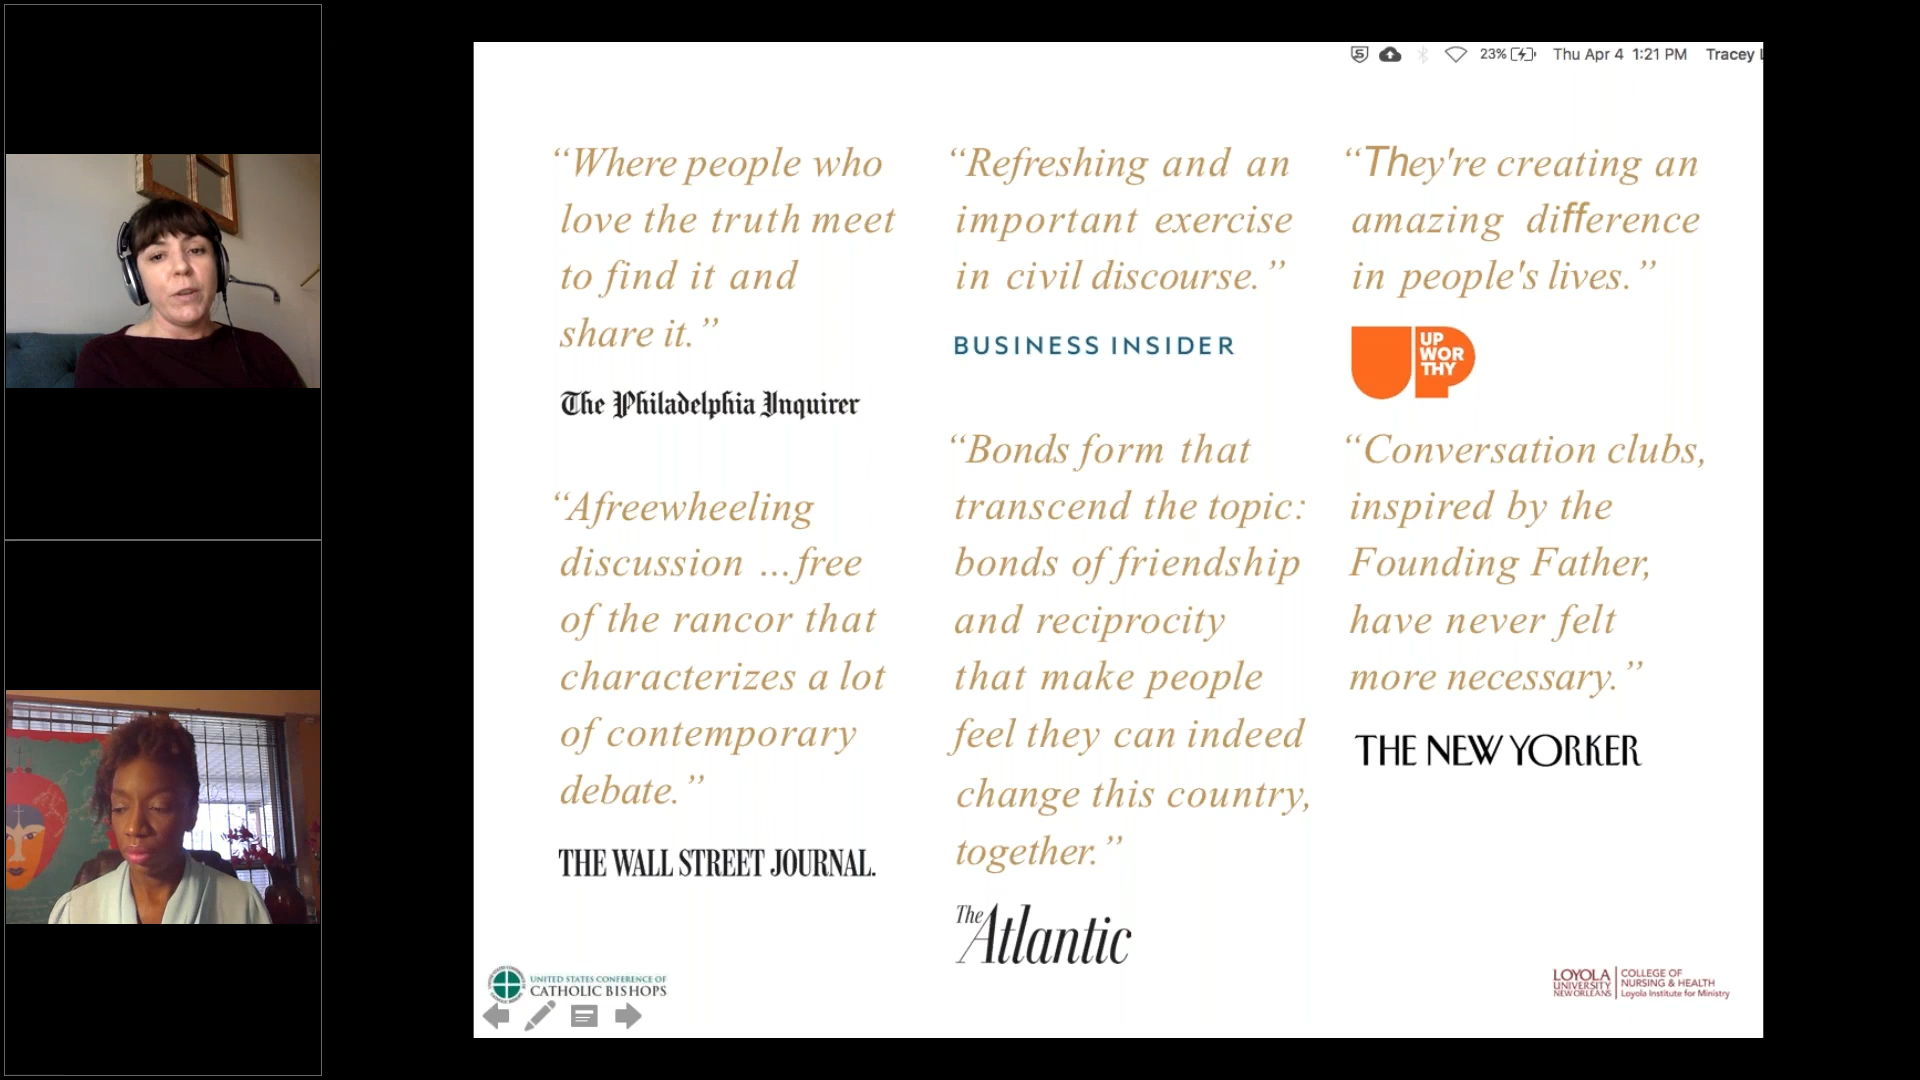 23% Thu Apr 4 1:21 PM Tracey
“Where people who
love the truth meet
to find it and
share it.”
The Philadelphia Inquirer
“Afreewheeling
discussion ...free
of the rancor that
characterizes a lot
of contemporary
debate.”
THE WALL STREET JOURNAL.
“Refreshing and an
important exercise
in civil discourse.”
BUSINESS INSIDER
“Bonds form that
transcend the topic:
bonds of friendship
and reciprocity
that make people
feel they can indeed
change this country,
together.”
The Atlantic
“They're creating an
amazing difference
in people's lives.”
UP
WOR
THY
“Conversation clubs,
inspired by the
Founding Father,
have never felt
more necessary.”
THE NEW YORKER
UNITED STATES CONFERENCE OF
CATHOLIC BISHOPS
LOYOLA
UNIVERSITY
NEW ORLEANS
COLLEGE OF
NURSING & HEALTH
Loyola Institute for Ministry